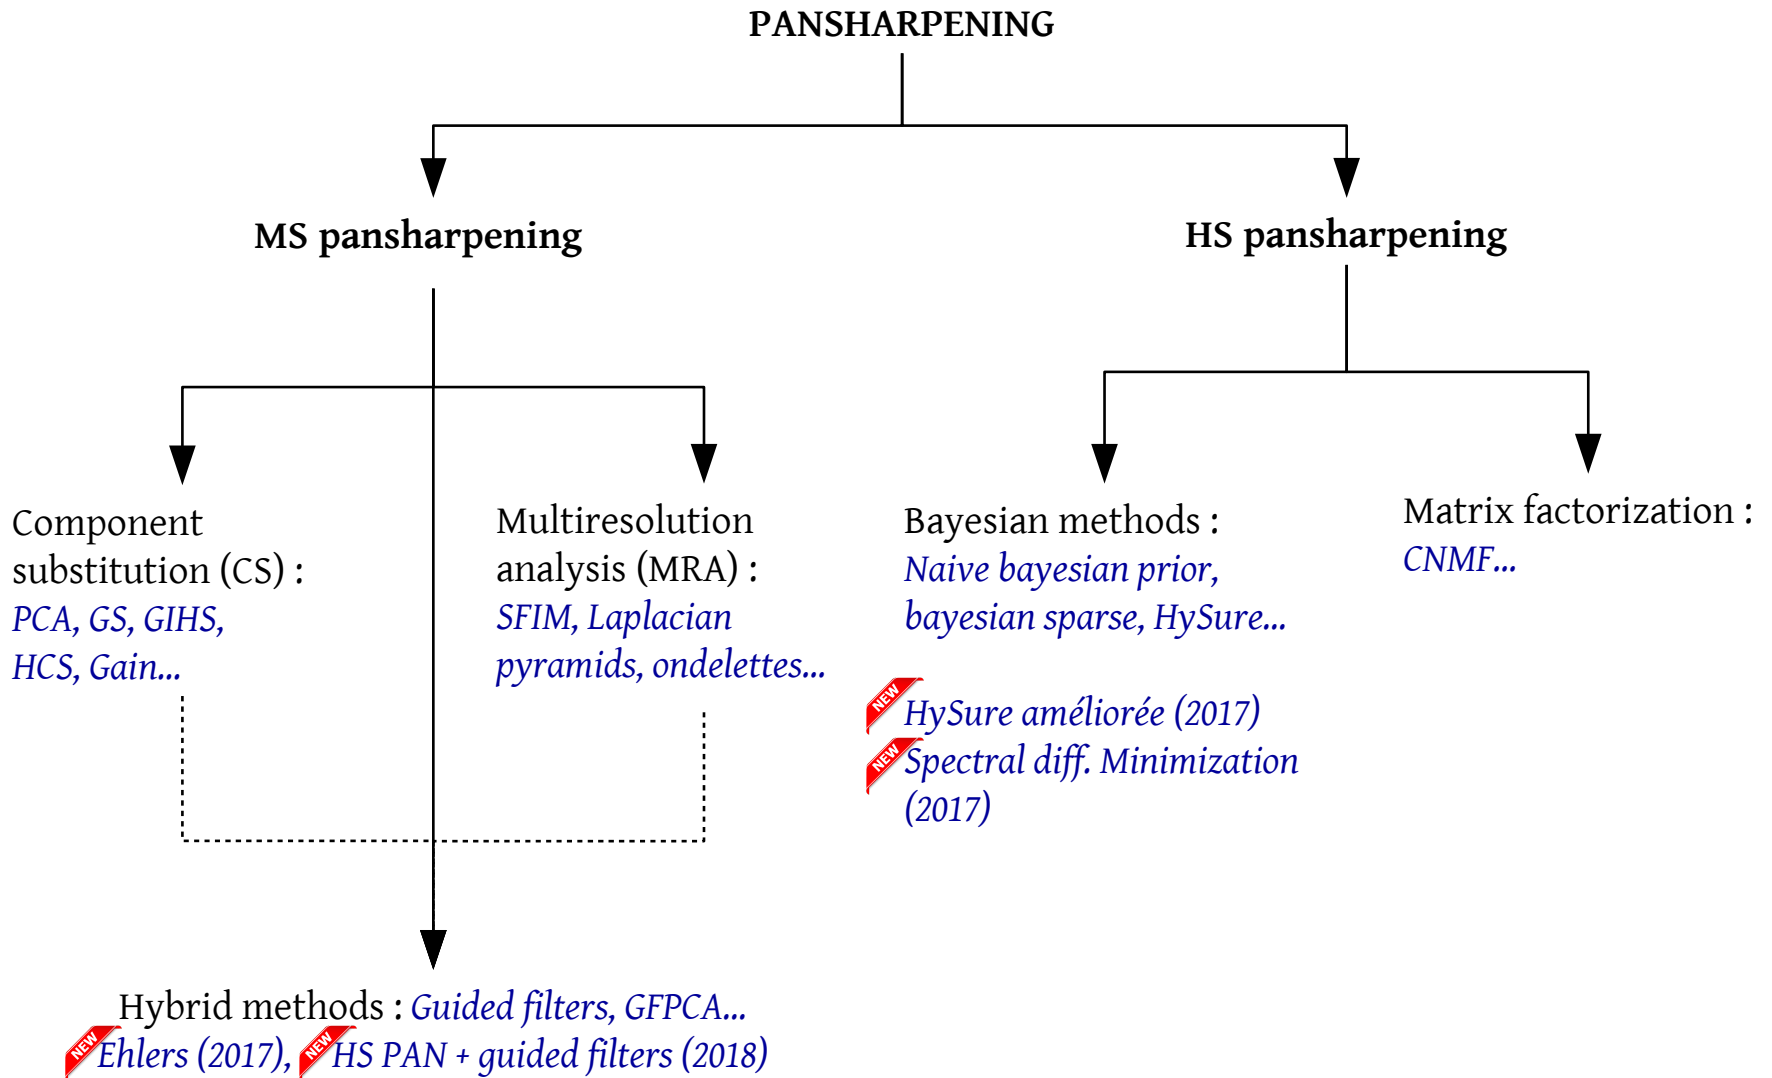 PANSHARPENING
MS pansharpening
HS pansharpening
Component
substitution (CS) :
PCA, GS, GIHS,
HCS, Gain...
Multiresolution
analysis (MRA) :
SFIM, Laplacian
pyramids, ondelettes...
Bayesian methods :
Naive bayesian prior,
bayesian sparse, HySure...
NEW HySure améliorée (2017)
NEW Spectral diff. Minimization
(2017)
Matrix factorization :
CNMF...
Hybrid methods : Guided filters, GFPCA...
NEW Ehlers (2017), NEW HS PAN + guided filters (2018)